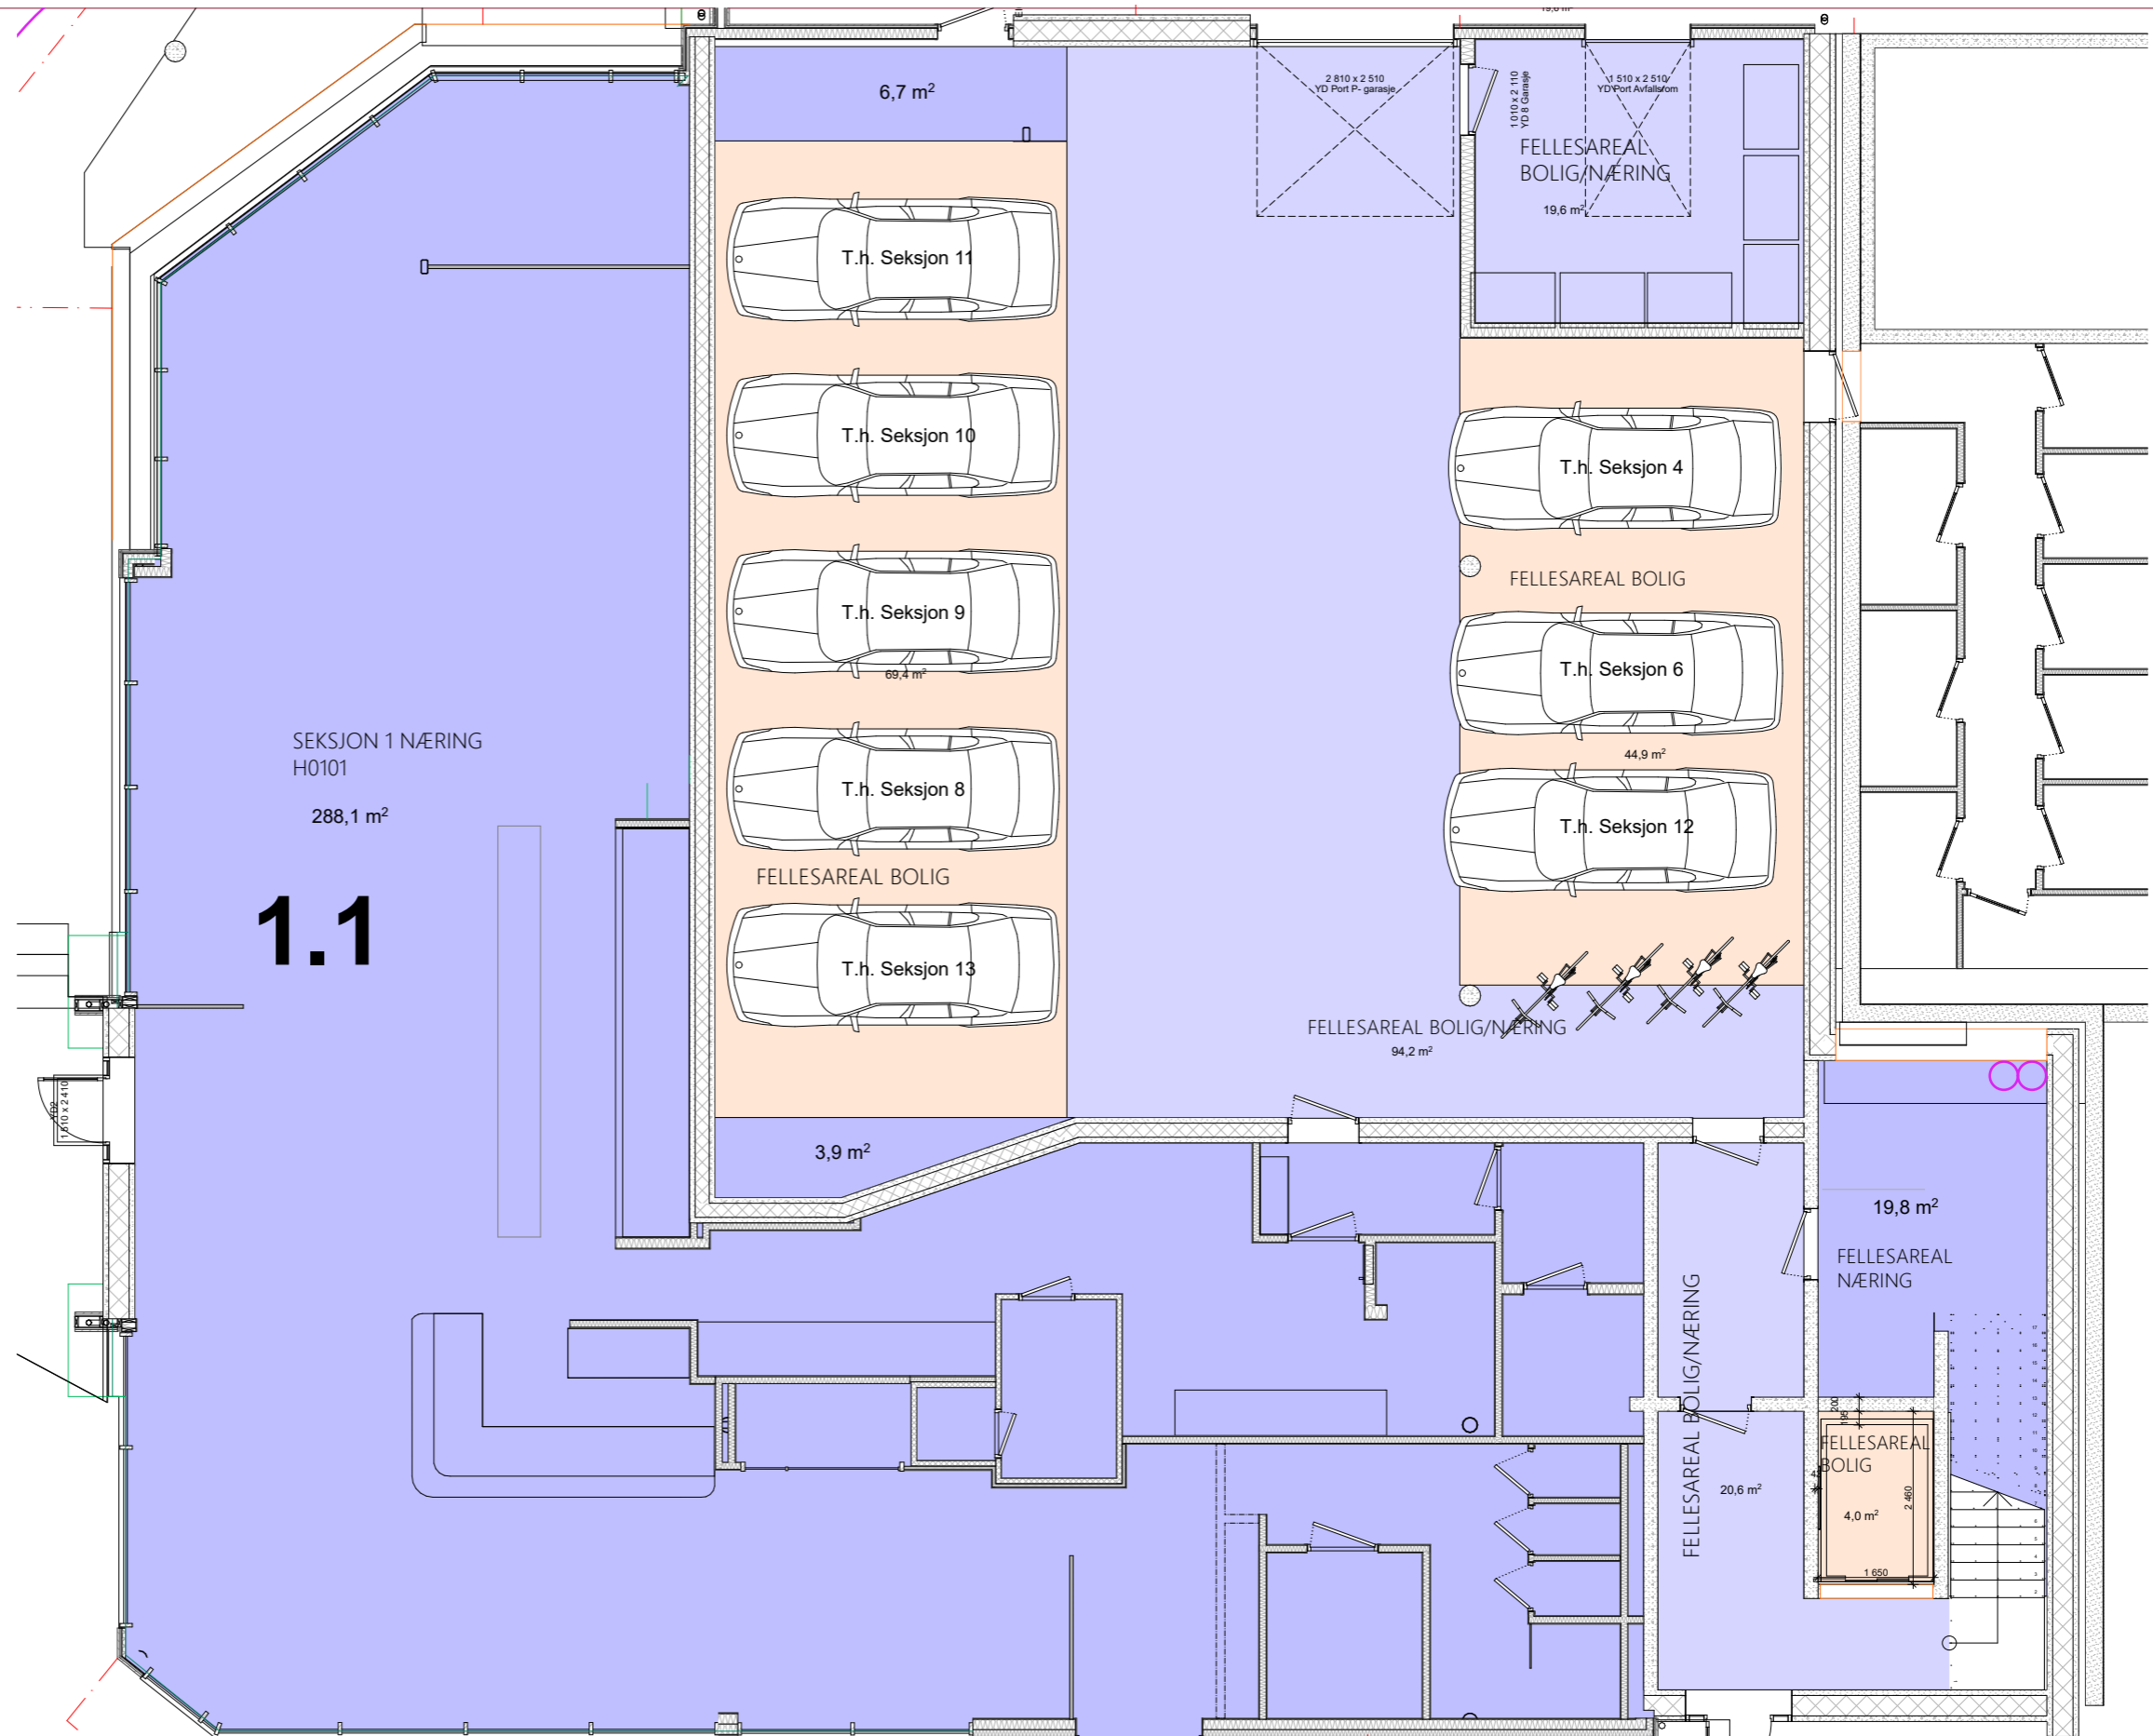 6,7 m²
2 810 x 2 510
YD Port P- garasje
1 010 x 2 110
YD 8 Garasje
1 510 x 2 510
YD Port Avfallsrom
FELLESAREAL
BOLIG/NÆRING
19,6 m²
T.h. Seksjon 11
T.h. Seksjon 10
T.h. Seksjon 9
69,4 m²
T.h. Seksjon 8
FELLESAREAL BOLIG
T.h. Seksjon 13
T.h. Seksjon 4
FELLESAREAL BOLIG
T.h. Seksjon 6
44,9 m²
T.h. Seksjon 12
SEKSJON 1 NÆRING
H0101
288,1 m²
1.1
FELLESAREAL BOLIG/NÆRING
94,2 m²
YD2
1 510 x 2 410
3,9 m²
19,8 m²
FELLESAREAL
NÆRING
FELLESAREAL BOLIG/NÆRING
20,6 m²
200
195
FELLESAREAL
BOLIG
2 460
4,0 m²
1 650